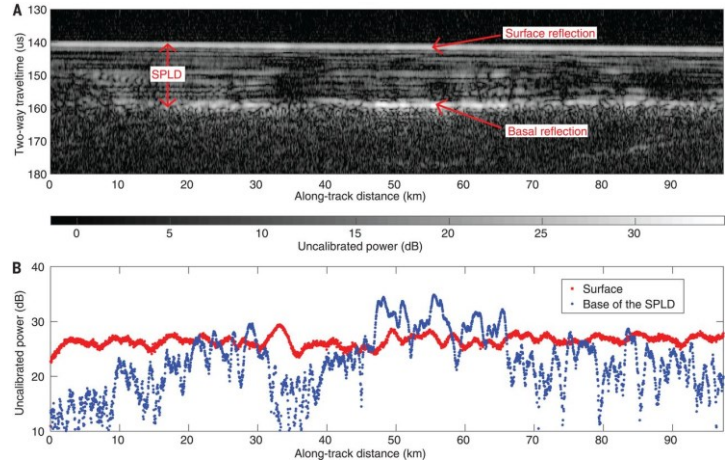 A
130
140
150
160
170
180
Two-way traveltime (us)
Surface reflection
SPLD
Basal reflection
0 10 20 30 40 50 60 70 80 90
Along-track distance (km)
0 5 10 15 20 25 30
Uncalibrated power (dB)
B
40
30
20
10
Uncalibrated power (dB)
Surface
Base of the SPLD
0 10 20 30 40 50 60 70 80 90
Along-track distance (km)